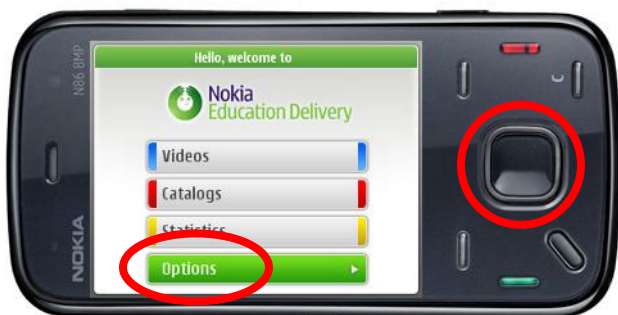 N86 8MP
NOKIA
Hello, welcome to
Nokia
Education Delivery
Videos
Catalogs
Statistics
Options